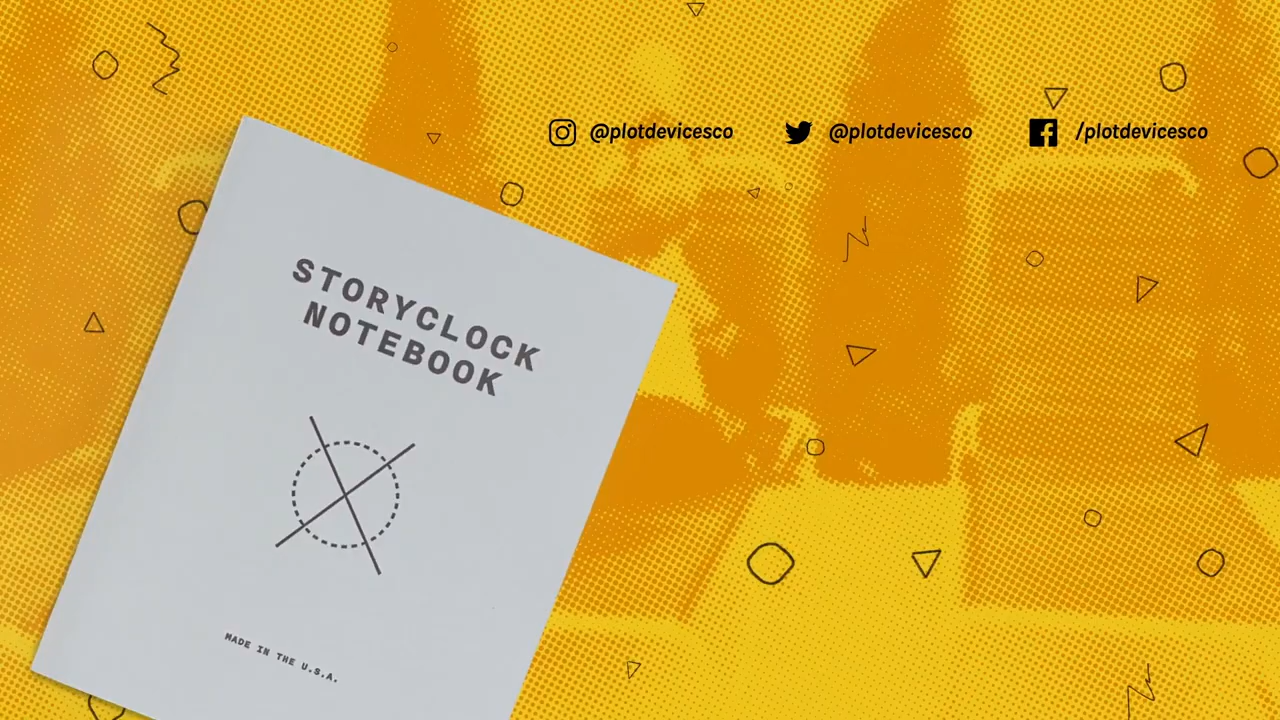 @plotdevicesco
@plotdevicesco
/plotdevicesco
STORYCLOCK
NOTEBOOK
MADE IN THE U.S.A.